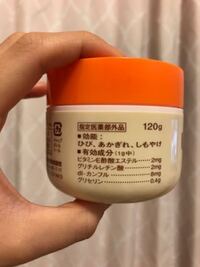 指定医薬部外品
120g
■効能：
ひび、あかぎれ、しもやけ
■有効成分（1g中）
ビタミンE酢酸エステル――2mg
グリチルレチン酸――2mg
dl-カンフル――8mg
グリセリン――0.4g